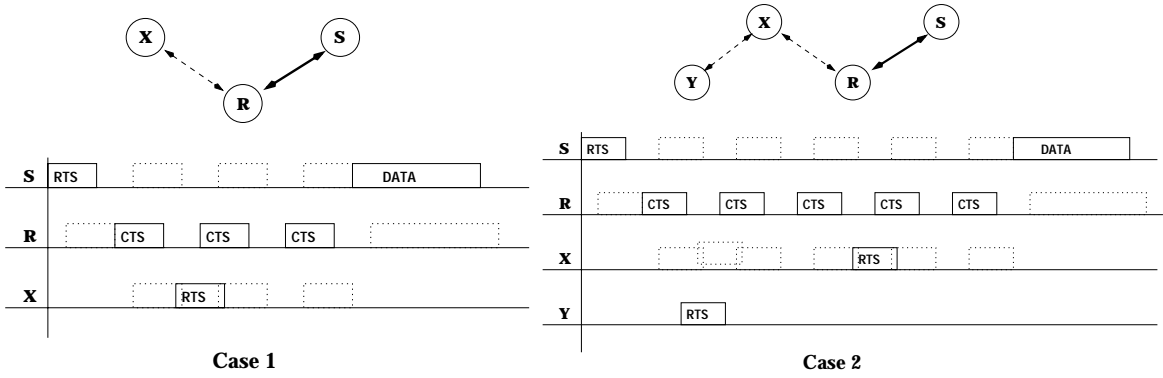 X
S
R
S RTS DATA
R CTS CTS CTS
X RTS
Case 1
X
S
Y
R
S RTS DATA
R CTS CTS CTS CTS CTS
X RTS
Y RTS
Case 2